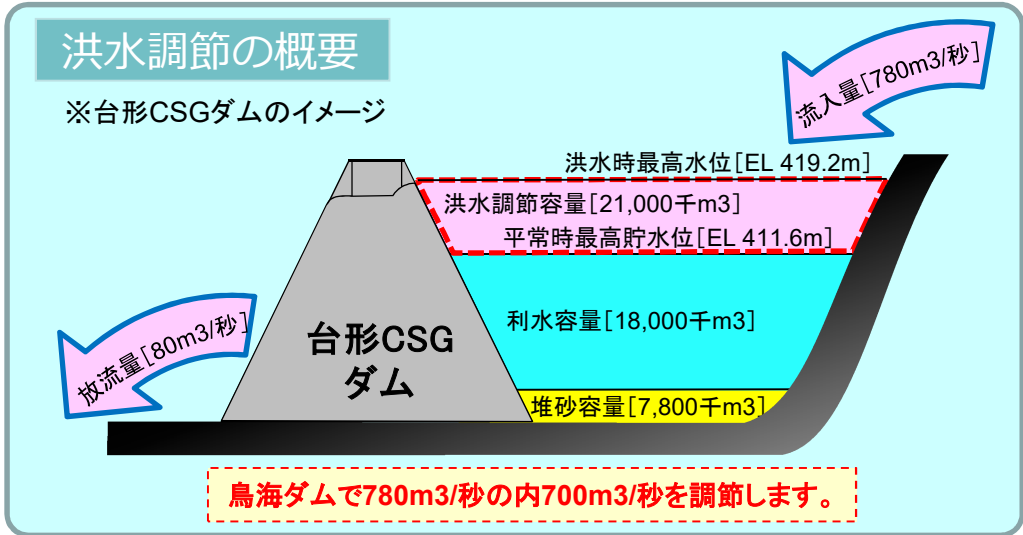 洪水調節の概要
※台形CSGダムのイメージ
流入量[780m3/秒]
洪水時最高水位[EL 419.2m]
洪水調節容量[21,000千m3]
平常時最高貯水位[EL 411.6m]
利水容量[18,000千m3]
台形CSG
ダム
放流量[80m3/秒]
堆砂容量[7,800千m3]
鳥海ダムで780m3/秒の内700m3/秒を調節します。